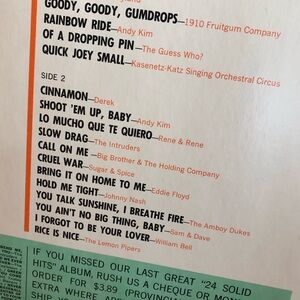 GOODY, GOODY, GUMDROPS—1910 Fruitgum Company
RAINBOW RIDE—Andy Kim
OF A DROPPING PIN—The Guess Who?
QUICK JOEY SMALL—Kasenetz-Katz Singing Orchestral Circus
SIDE 2
CINNAMON—Derek
SHOOT 'EM UP, BABY—Andy Kim
LO MUCHO QUE TE QUIERO—Rene & Rene
SLOW DRAG—The Intruders
CALL ON ME—Big Brother & The Holding Company
CRUEL WAR—Sugar & Spice
BRING IT ON HOME TO ME—Eddie Floyd
HOLD ME TIGHT—Johnny Nash
YOU TALK SUNSHINE, I BREATHE FIRE—The Amboy Dukes
YOU AIN'T NO BIG THING, BABY—Sam & Dave
I FORGOT TO BE YOUR LOVER—William Bell
RICE IS NICE—The Lemon Pipers
IF YOU MISSED OUR LAST GREAT "24 SOLID
HITS" ALBUM, RUSH US A CHEQUE OR MO
ORDER FOR $3.89 (PROVINCIA
EXTRA WHERE APP
SHIP YO